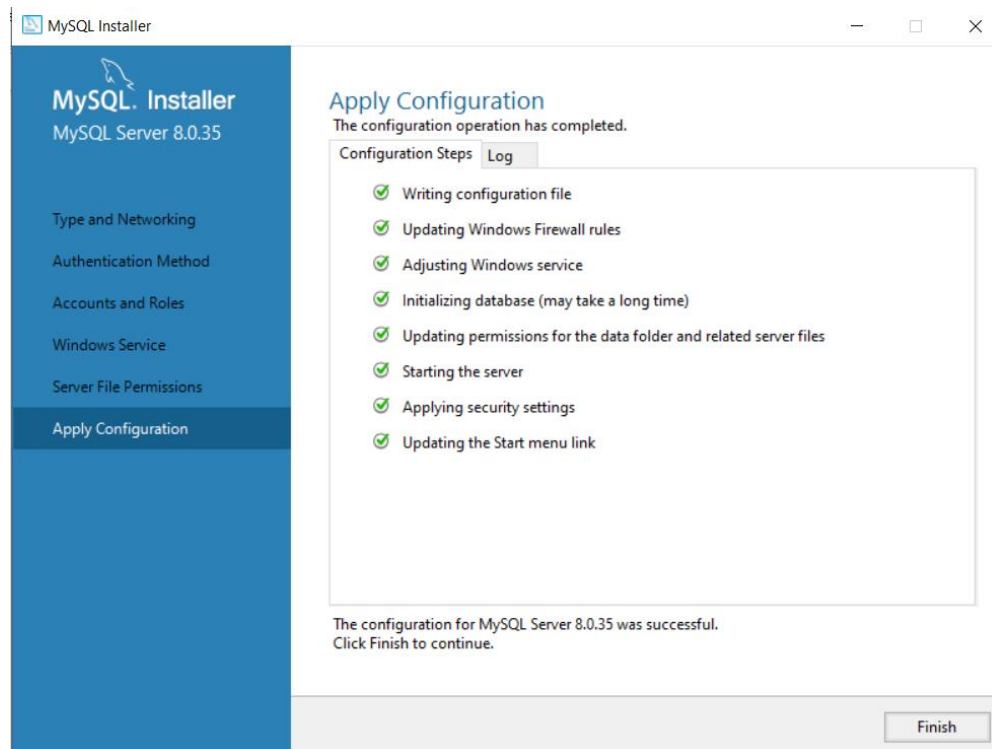 MySQL Installer
MySQL. Installer
MySQL Server 8.0.35
Type and Networking
Authentication Method
Accounts and Roles
Windows Service
Server File Permissions
Apply Configuration
Apply Configuration
The configuration operation has completed.
Configuration Steps Log
Writing configuration file
Updating Windows Firewall rules
Adjusting Windows service
Initializing database (may take a long time)
Updating permissions for the data folder and related server files
Starting the server
Applying security settings
Updating the Start menu link
The configuration for MySQL Server 8.0.35 was successful.
Click Finish to continue.
Finish